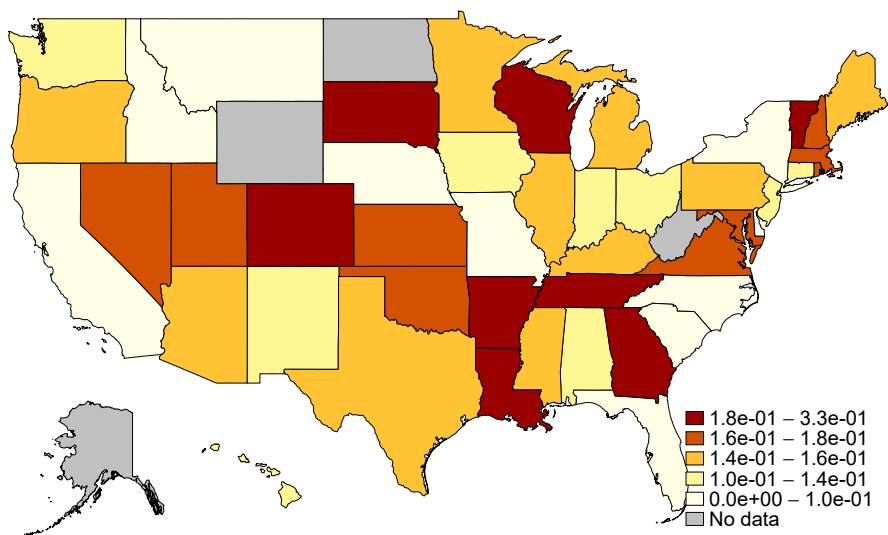 1.8e-01 – 3.3e-01
1.6e-01 – 1.8e-01
1.4e-01 – 1.6e-01
1.0e-01 – 1.4e-01
0.0e+00 – 1.0e-01
No data